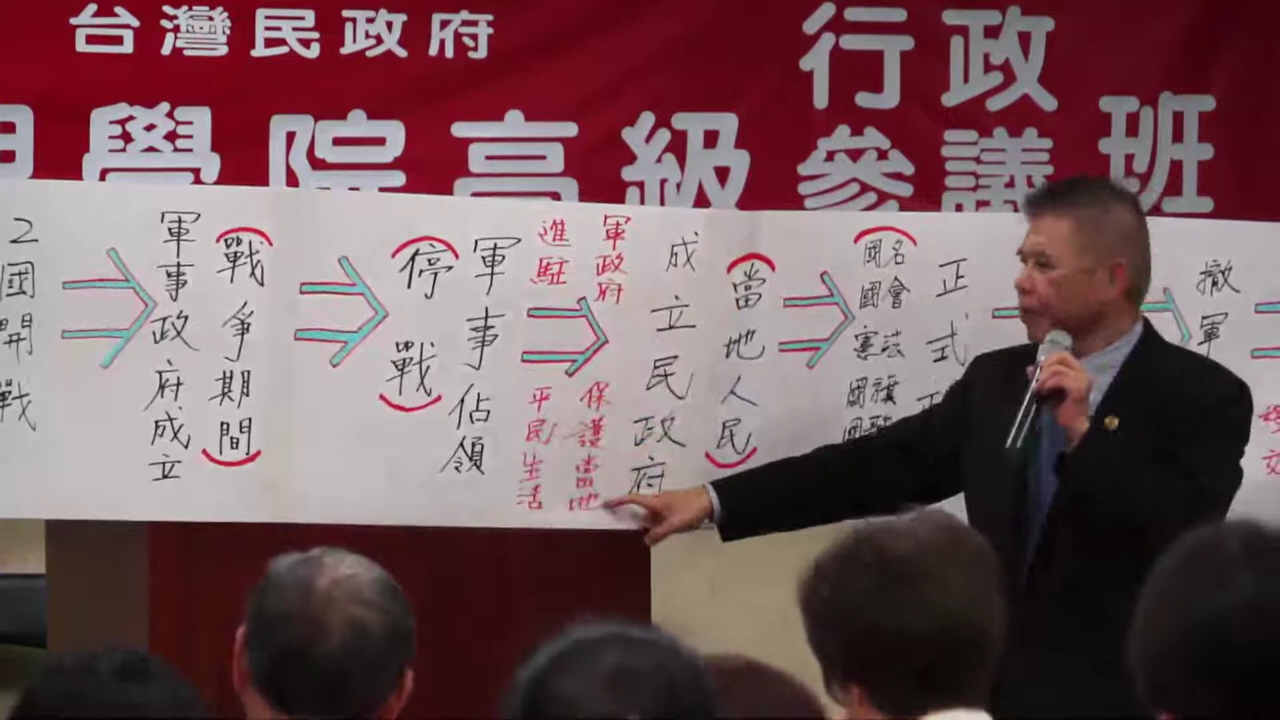 台灣民政府
學院高級
行政
參議
班
2國開戰
軍事政府成立
(戰爭期間)
(停戰)
軍事佔領
進駐
軍政府
平民生活
保護當地
成立民政府
(當地人民)
國名
國會
憲法
國旗
正式
撤軍